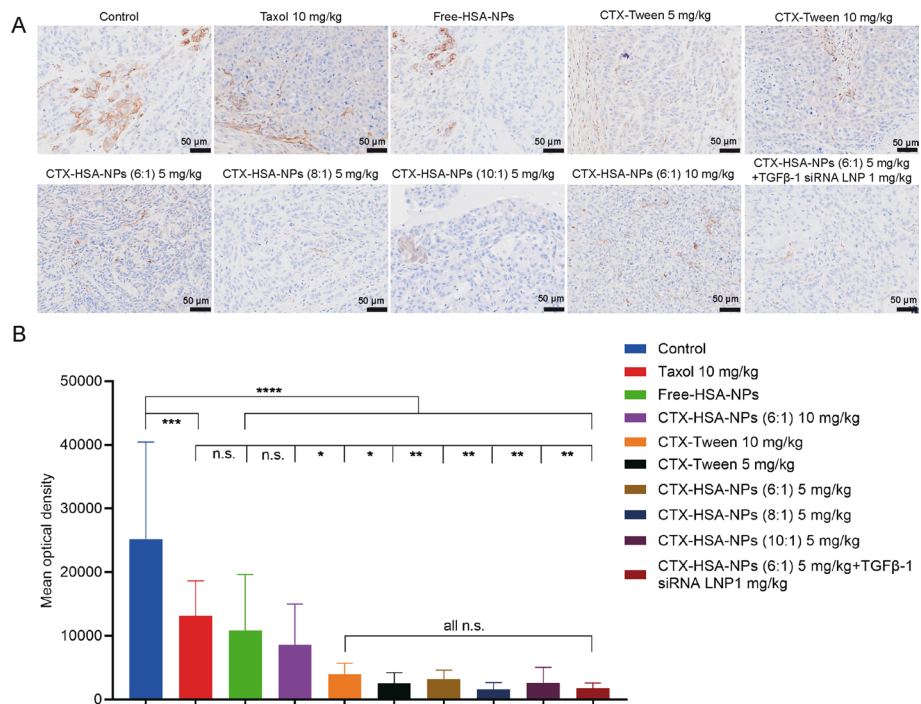 A
Control
Taxol 10 mg/kg
Free-HSA-NPs
CTX-Tween 5 mg/kg
CTX-Tween 10 mg/kg
50 µm
50 µm
50 µm
50 µm
50 µm
CTX-HSA-NPs (6:1) 5 mg/kg
CTX-HSA-NPs (8:1) 5 mg/kg
CTX-HSA-NPs (10:1) 5 mg/kg
CTX-HSA-NPs (6:1) 10 mg/kg
CTX-HSA-NPs (6:1) 5 mg/kg
+TGFβ-1 siRNA LNP 1 mg/kg
50 µm
50 µm
50 µm
50 µm
50 µm
B
Mean optical density
50000
40000
30000
20000
10000
0
****
***
n.s.
n.s.
*
*
**
**
**
**
all n.s.
Control
Taxol 10 mg/kg
Free-HSA-NPs
CTX-HSA-NPs (6:1) 10 mg/kg
CTX-Tween 10 mg/kg
CTX-Tween 5 mg/kg
CTX-HSA-NPs (6:1) 5 mg/kg
CTX-HSA-NPs (8:1) 5 mg/kg
CTX-HSA-NPs (10:1) 5 mg/kg
CTX-HSA-NPs (6:1) 5 mg/kg+TGFβ-1
siRNA LNP1 mg/kg